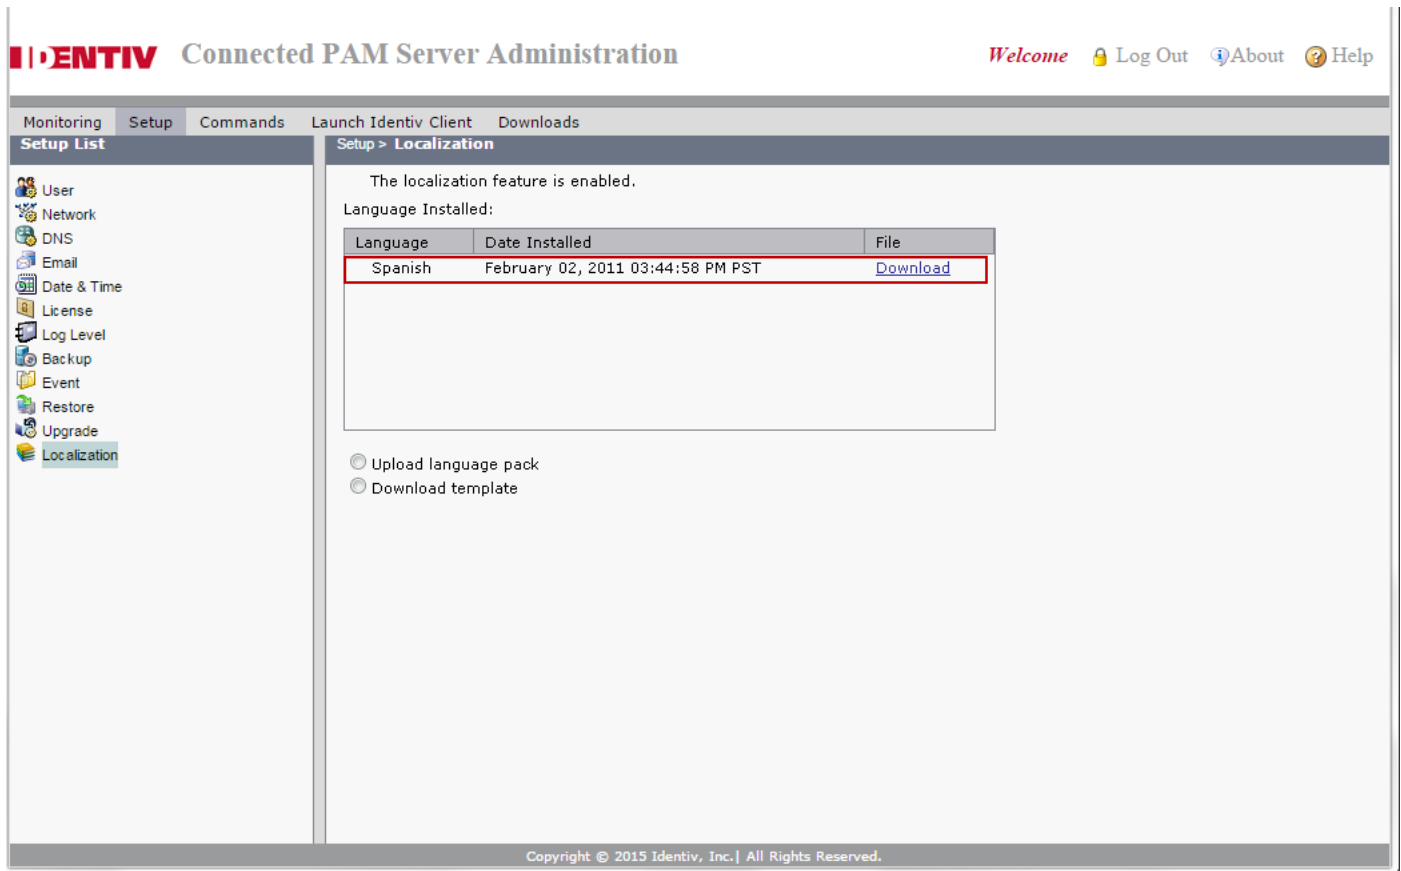 IDENTIV Connected PAM Server Administration Welcome Log Out About Help
Monitoring Setup Commands Launch Identiv Client Downloads
Setup List
Setup > Localization
User
Network
DNS
Email
Date & Time
License
Log Level
Backup
Event
Restore
Upgrade
Localization
The localization feature is enabled.
Language Installed:
Language Date Installed File
Spanish February 02, 2011 03:44:58 PM PST Download
Upload language pack
Download template
Copyright © 2015 Identiv, Inc.| All Rights Reserved.